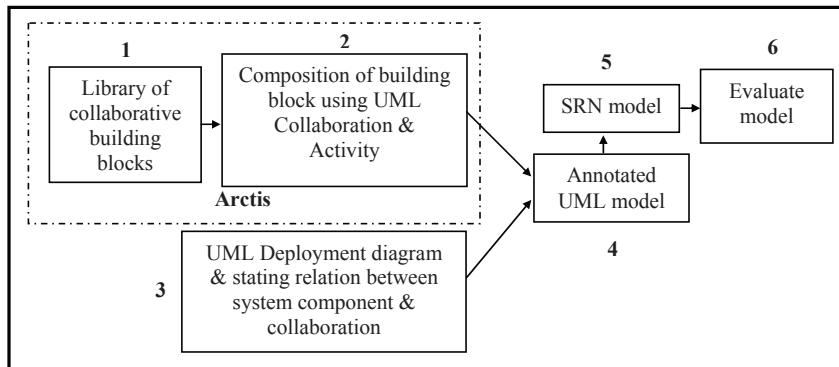 1
Library of
collaborative
building
blocks
2
Composition of building
block using UML
Collaboration &
Activity
Arctis
3
UML Deployment diagram
& stating relation between
system component &
collaboration
4
Annotated
UML model
5
SRN model
6
Evaluate
model